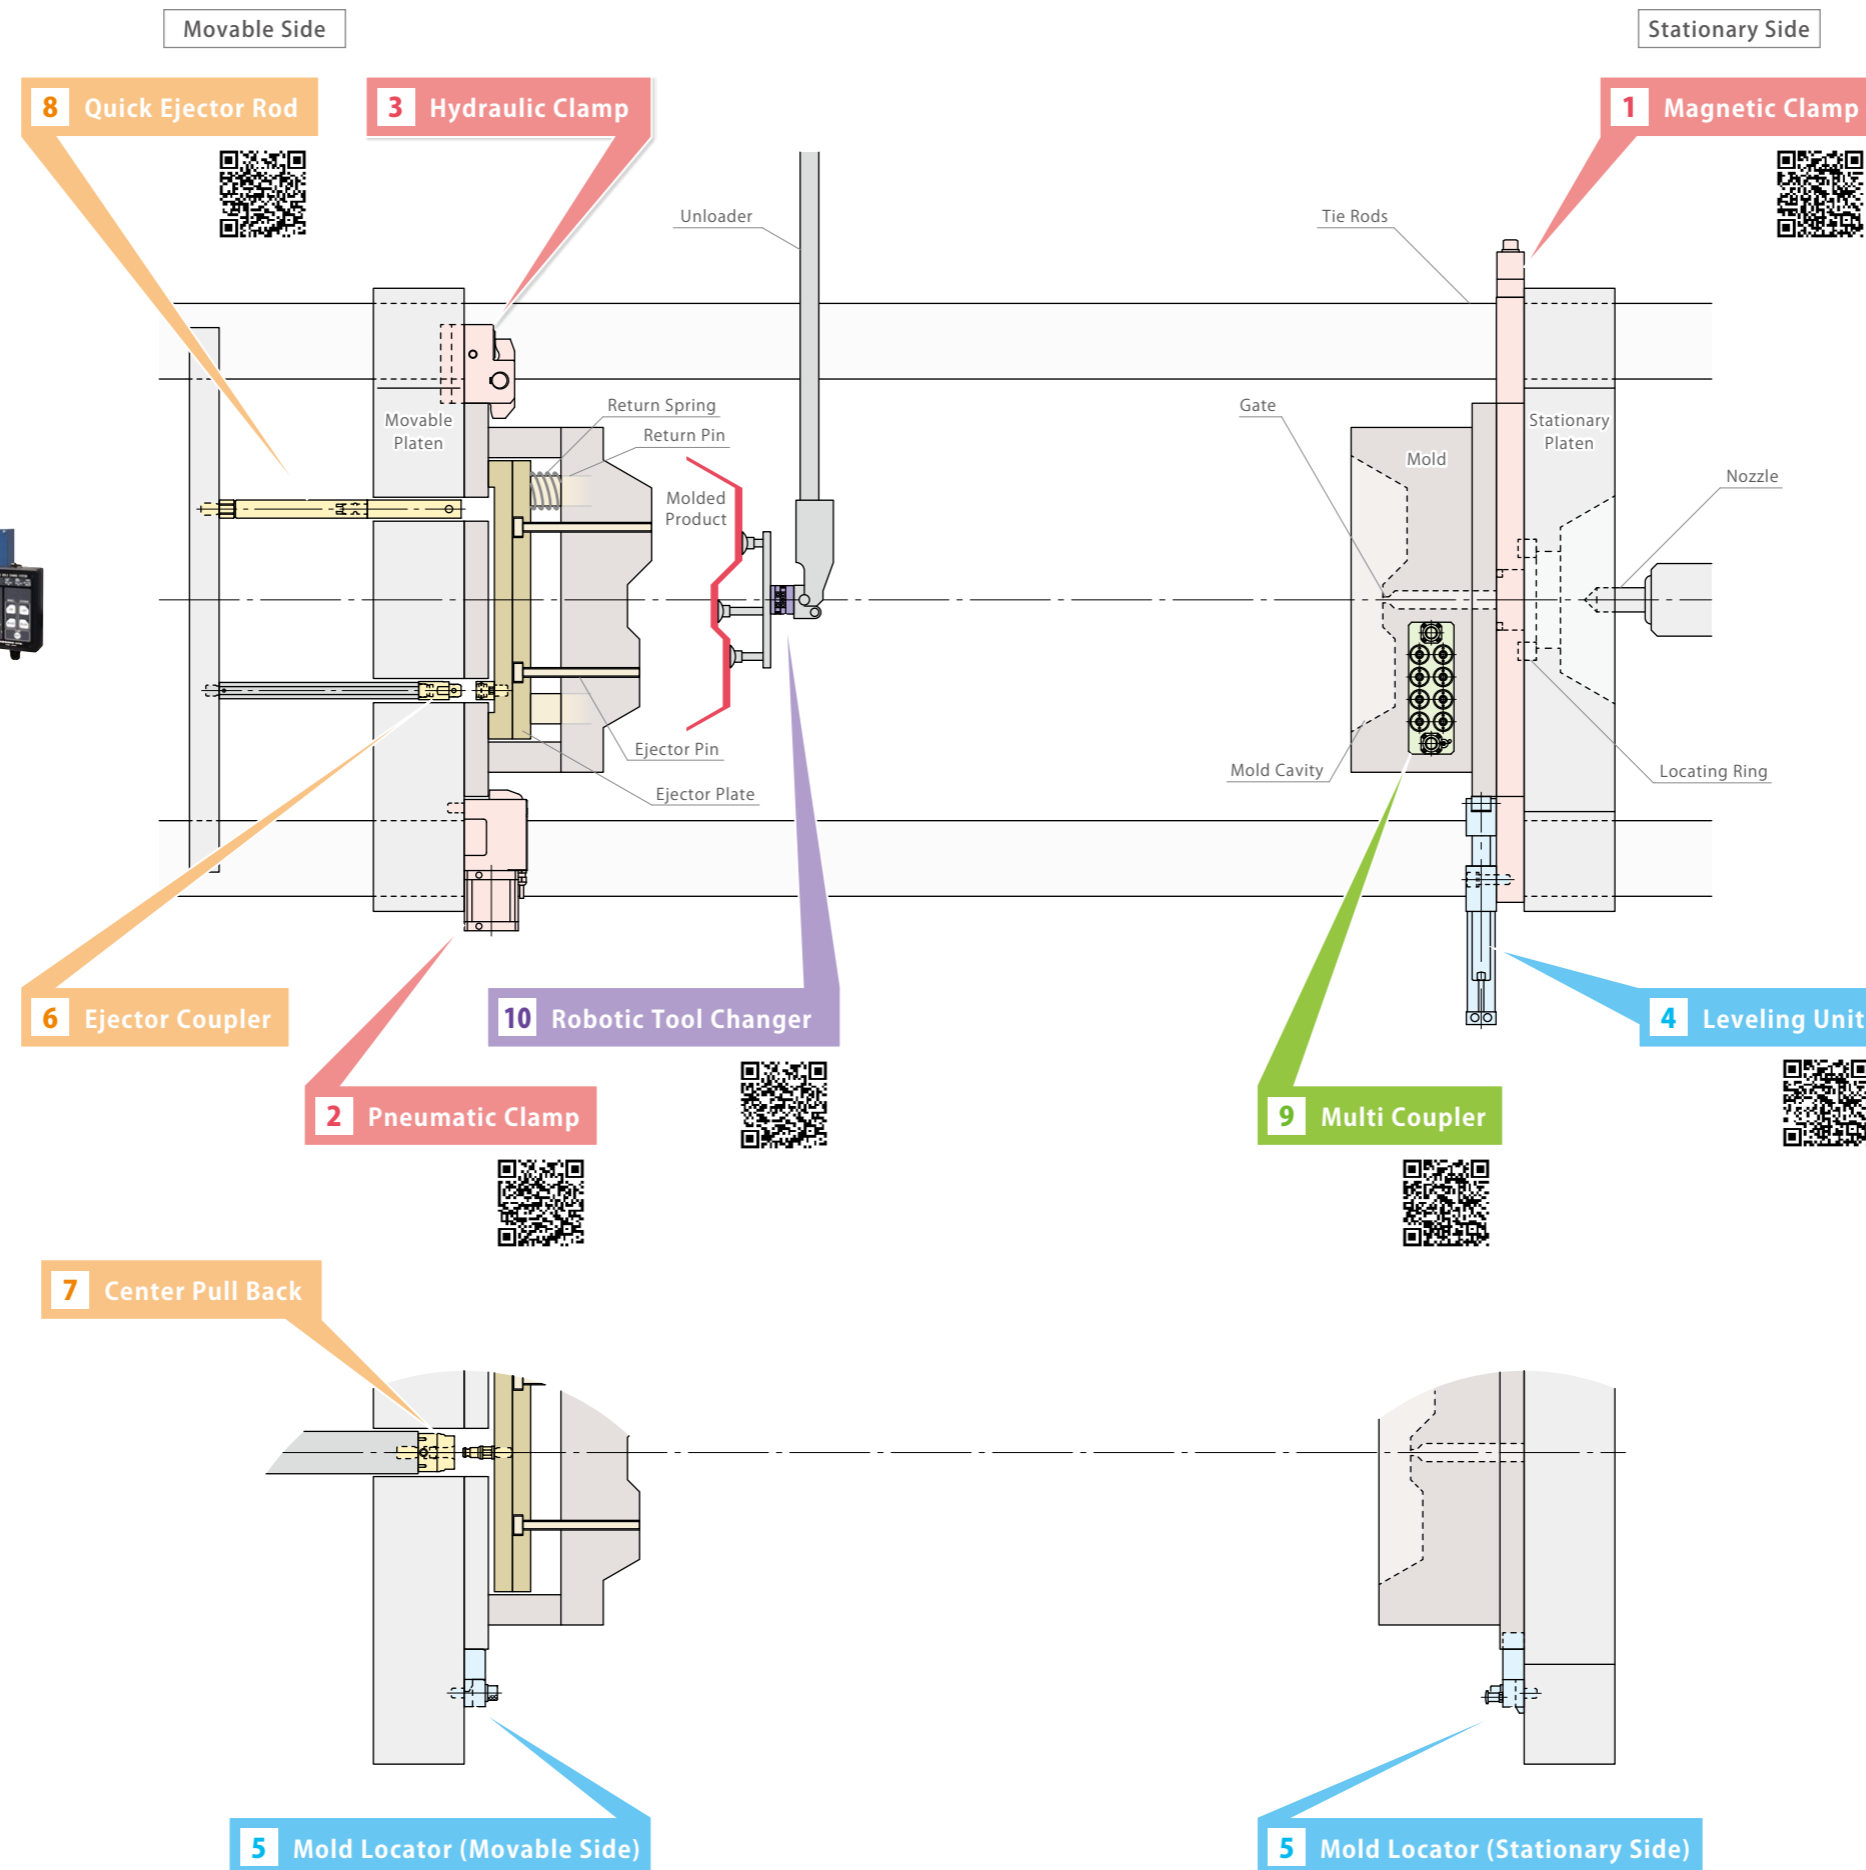 Movable Side
Stationary Side
8 Quick Ejector Rod
3 Hydraulic Clamp
1 Magnetic Clamp
Unloader
Tie Rods
Return Spring
Return Pin
Movable
Platen
Gate
Stationary
Platen
Mold
Molded
Product
Nozzle
Ejector Pin
Ejector Plate
Mold Cavity
Locating Ring
6 Ejector Coupler
10 Robotic Tool Changer
4 Leveling Unit
2 Pneumatic Clamp
9 Multi Coupler
7 Center Pull Back
5 Mold Locator (Movable Side)
5 Mold Locator (Stationary Side)